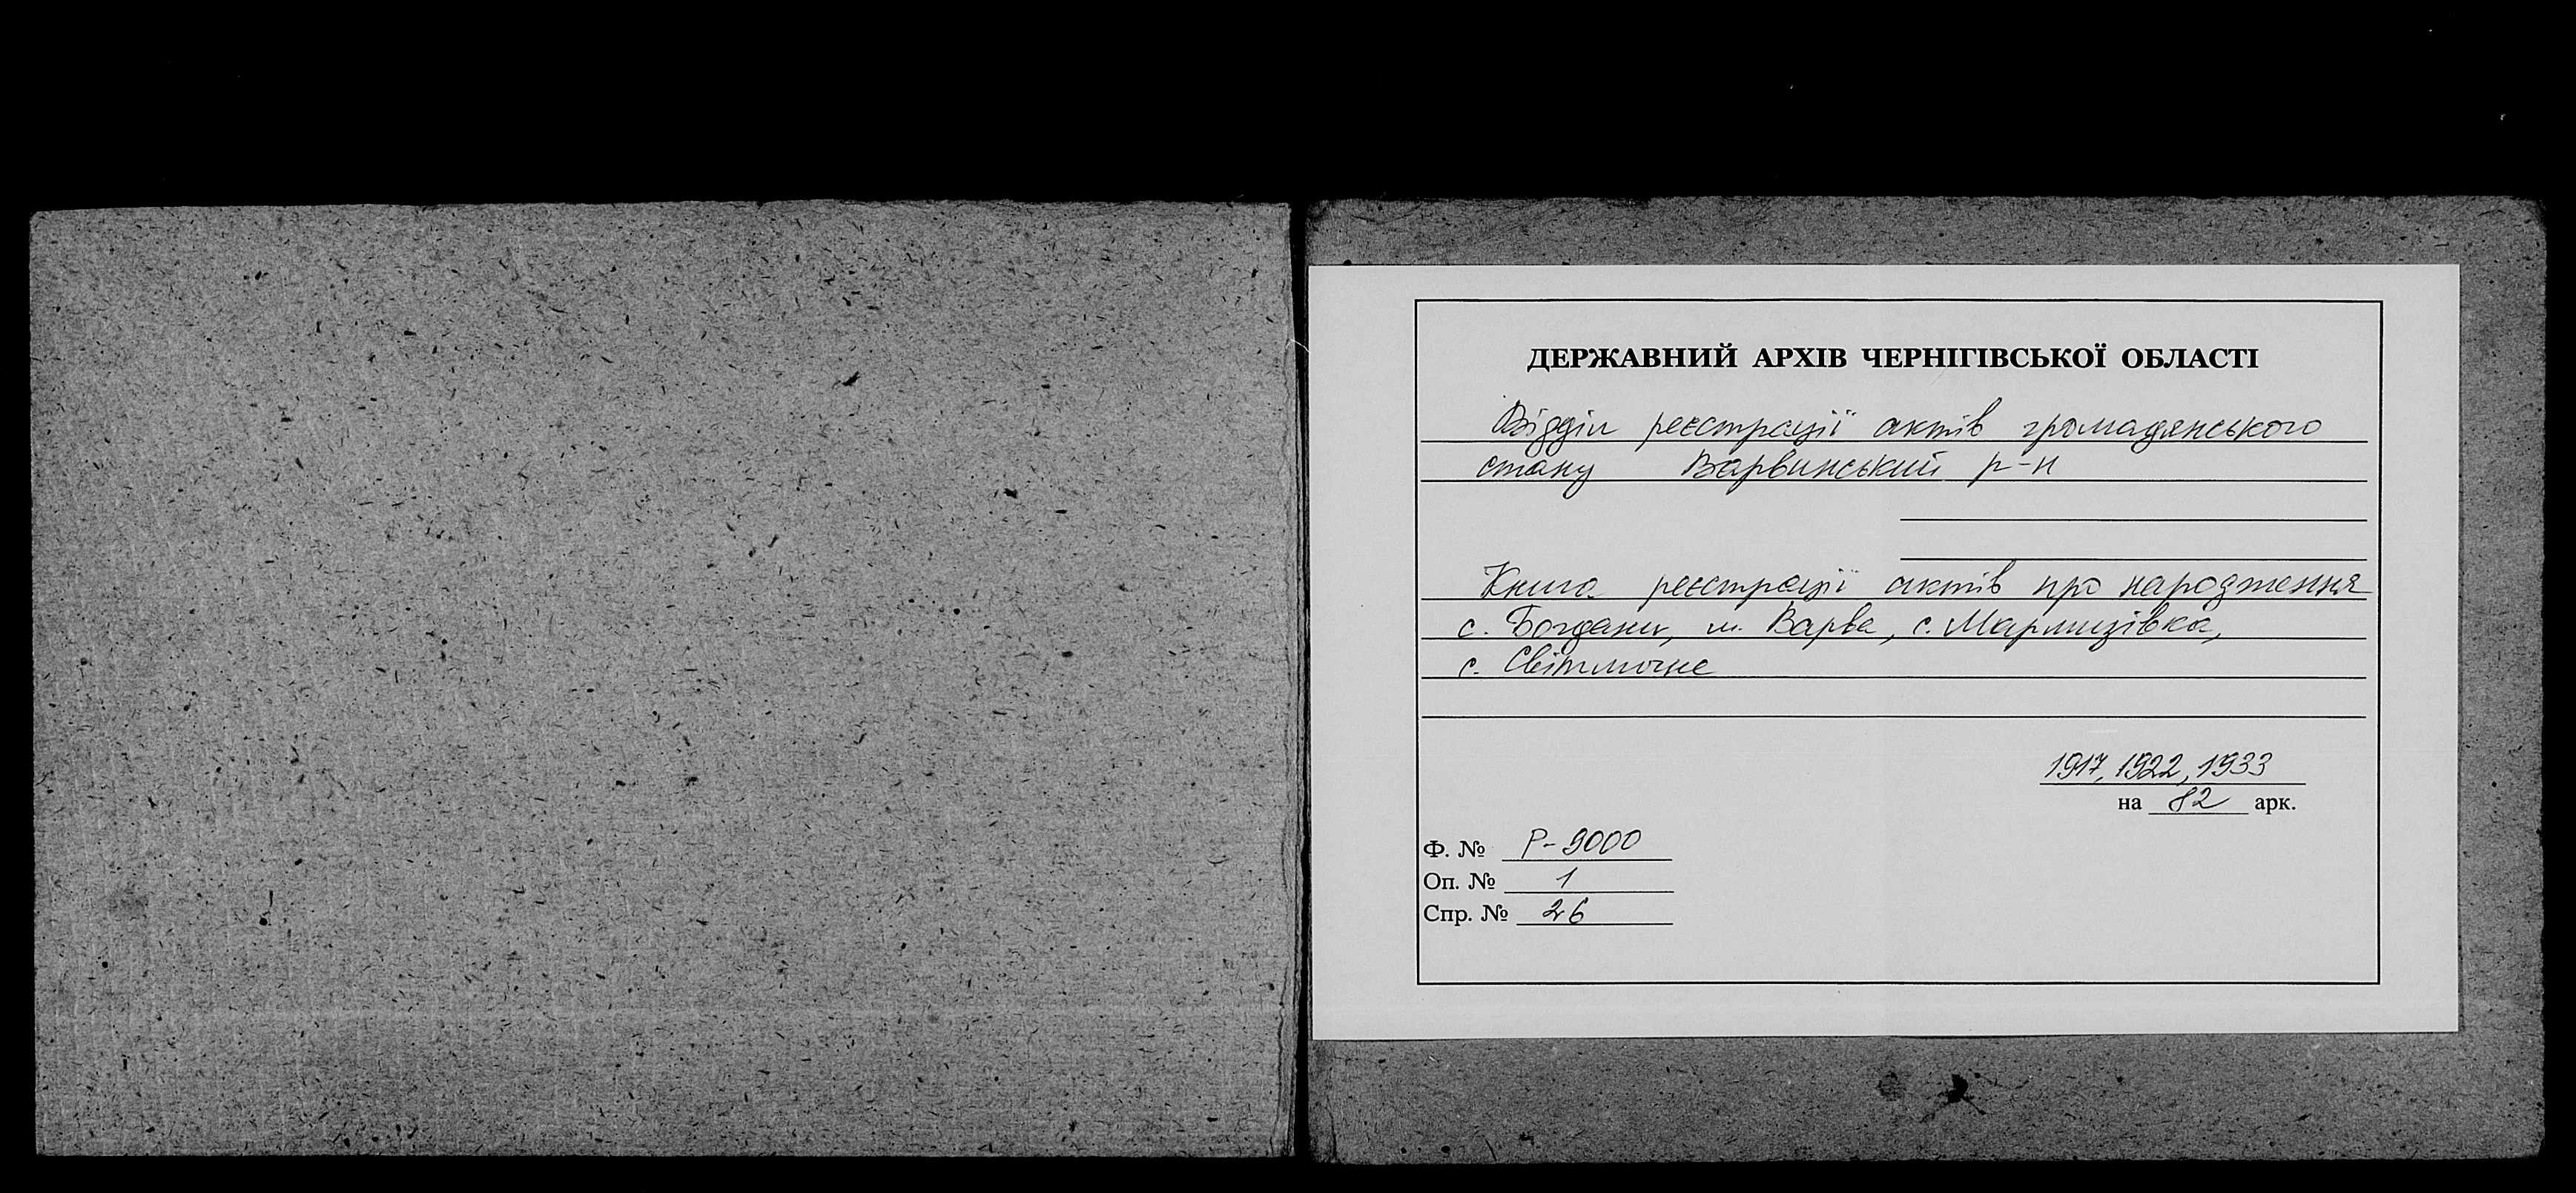 ДЕРЖАВНИЙ АРХІВ ЧЕРНІГІВСЬКОЇ ОБЛАСТІ
Відділ реєстрації актів громадянського
стану Варвинський р-н
Книга реєстрації актів про народження
с. Богдани, м. Варва, с. Мармизівка,
с. Світличне
1917, 1922, 1933
на 82 арк.
Ф. № Р-9000
Оп. № 1
Спр. № 26